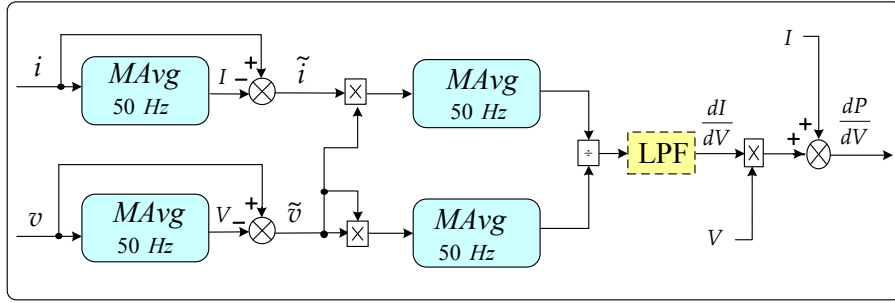 i
MAvg
50 Hz
I
−
+
ĩ
×
MAvg
50 Hz
÷
LPF
dI
dV
×
V
I
+
+
dP
dV
v
MAvg
50 Hz
V
−
+
ṽ
×
MAvg
50 Hz